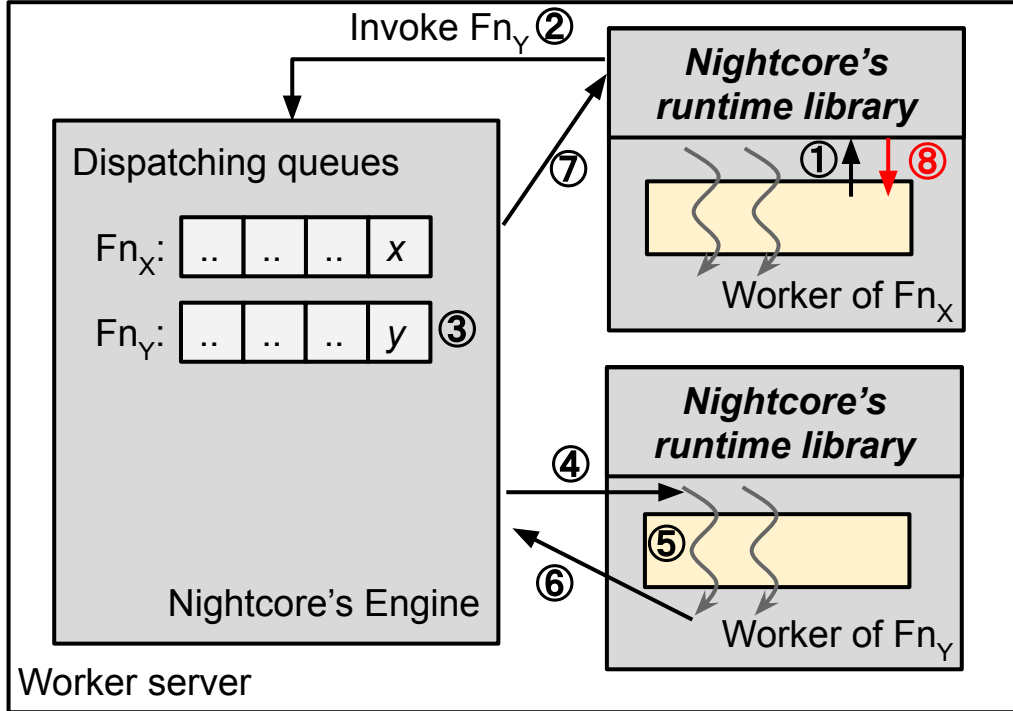 Invoke FnY ②
Nightcore's
runtime library
Dispatching queues
⑦
① ⑧
FnX: .. .. .. x
Worker of FnX
FnY: .. .. .. y ③
Nightcore's
runtime library
④
⑤
⑥
Nightcore's Engine
Worker of FnY
Worker server